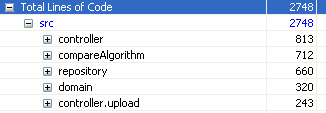 Total Lines of Code 2748
src 2748
controller 813
compareAlgorithm 712
repository 660
domain 320
controller.upload 243